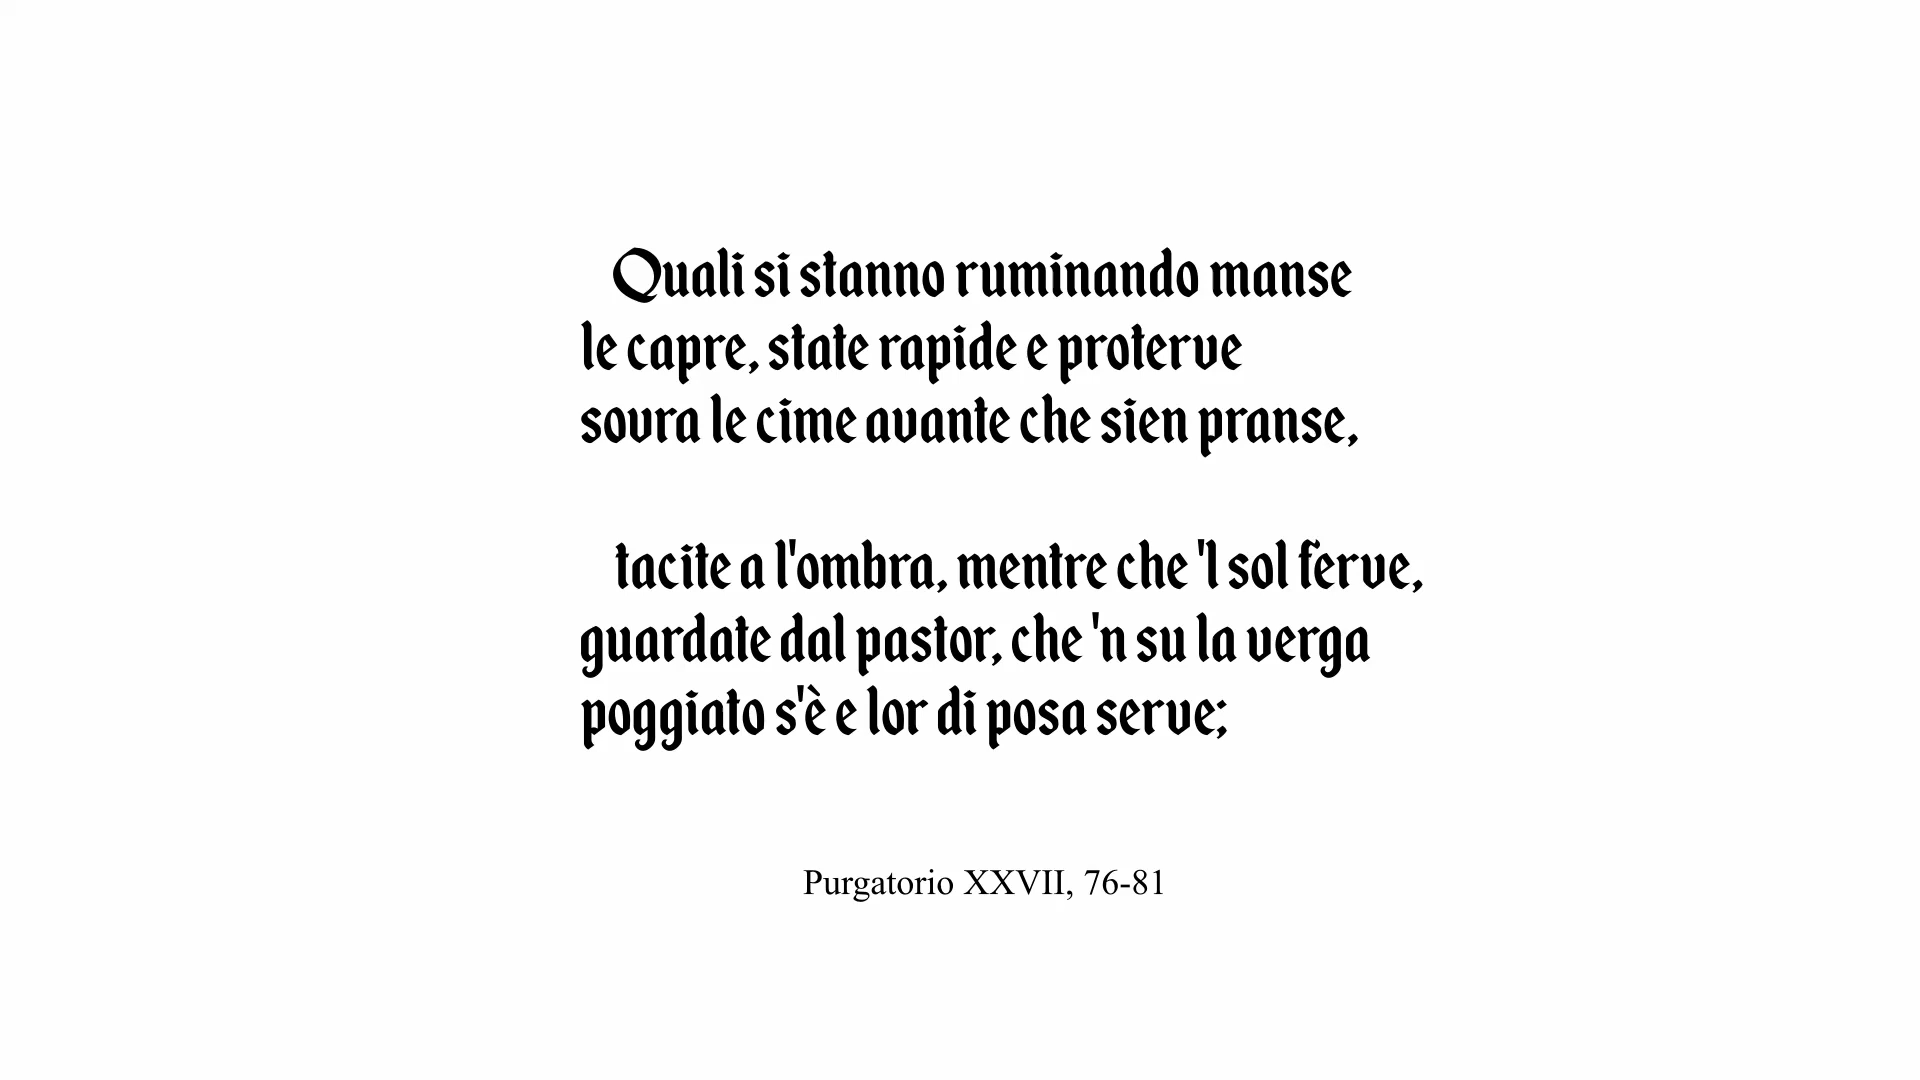 Quali si stanno ruminando manse
le capre, state rapide e proterve
sovra le cime avante che sien pranse,
tacite a l'ombra, mentre che 'l sol ferve,
guardate dal pastor, che 'n su la verga
poggiato s'è e lor di posa serve;
Purgatorio XXVII, 76-81